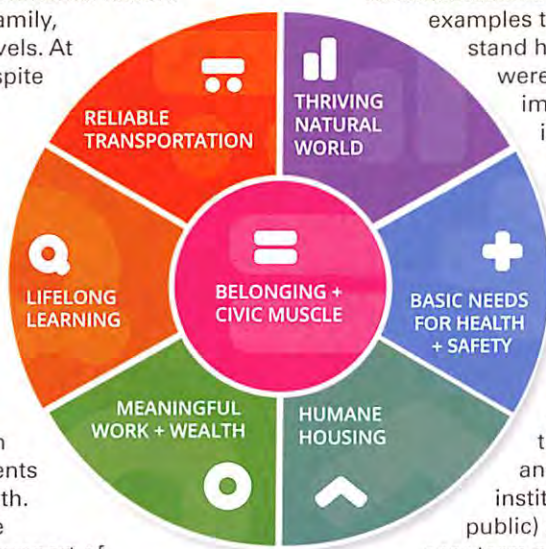 amily,
vels. At
spite
examples t
stand h
were
im
i
RELIABLE
TRANSPORTATION
THRIVING
NATURAL
WORLD
LIFELONG
LEARNING
BELONGING +
CIVIC MUSCLE
BASIC NEEDS
FOR HEALTH
+ SAFETY
MEANINGFUL
WORK + WEALTH
HUMANE
HOUSING
n
ents
th.
e
t
an
instit
public)